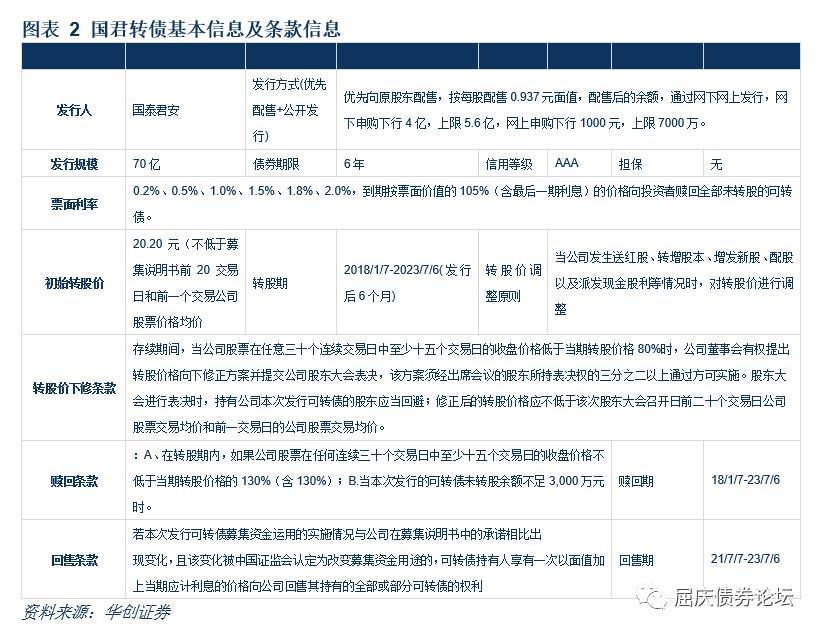 图表 2 国君转债基本信息及条款信息
发行人
国泰君安
发行方式(优先
配售+公开发
行)
优先向原股东配售，按每股配售 0.937 元面值，配售后的余额，通过网下网上发行，网
下申购下行 4 亿，上限 5.6 亿，网上申购下行 1000 元，上限 7000 万。
发行规模
70 亿
债券期限
6 年
信用等级
AAA
担保
无
票面利率
0.2%、0.5%、1.0%、1.5%、1.8%、2.0%，到期按票面价值的 105%（含最后一期利息）的价格向投资者赎回全部未转股的可转
债。
初始转股价
20.20 元（不低于募
集说明书前 20 交易
日和前一个交易公司
股票价格均价
转股期
2018/1/7-2023/7/6(发行
后 6 个月)
转股价调
整原则
当公司发生送红股、转增股本、增发新股、配股
以及派发现金股利等情况时，对转股价进行调
整
转股价下修条款
存续期间，当公司股票在任意三十个连续交易日中至少十五个交易日的收盘价格低于当期转股价格 80%时，公司董事会有权提出
转股价格向下修正方案并提交公司股东大会表决，该方案须经出席会议的股东所持表决权的三分之二以上通过方可实施。股东大
会进行表决时，持有公司本次发行可转债的股东应当回避；修正后的转股价格应不低于该次股东大会召开日前二十个交易日公司
股票交易均价和前一交易日的公司股票交易均价。
赎回条款
：A、在转股期内，如果公司股票在任何连续三十个交易日中至少十五个交易日的收盘价格不
低于当期转股价格的 130%（含 130%）；B.当本次发行的可转债未转股余额不足 3,000 万元
时。
赎回期
18/1/7-23/7/6
回售条款
若本次发行可转债募集资金运用的实施情况与公司在募集说明书中的承诺相比出
现变化，且该变化被中国证监会认定为改变募集资金用途的，可转债持有人享有一次以面值加
上当期应计利息的价格向公司回售其持有的全部或部分可转债的权利
回售期
21/7/7-23/7/6
资料来源：华创证券
屈庆债券论坛